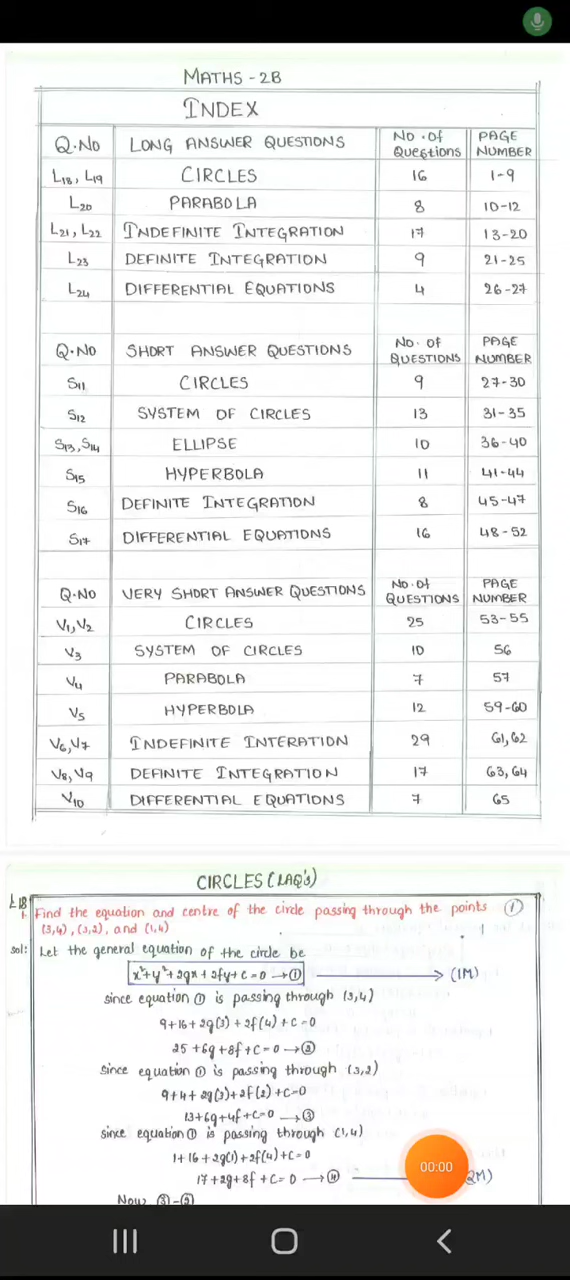 MATHS - 2B
INDEX
Q.No LONG ANSWER QUESTIONS No. of Questions PAGE NUMBER
L18, L19 CIRCLES 16 1-9
L20 PARABOLA 8 10-12
L21, L22 INDEFINITE INTEGRATION 17 13-20
L23 DEFINITE INTEGRATION 9 21-25
L24 DIFFERENTIAL EQUATIONS 4 26-27
Q.No SHORT ANSWER QUESTIONS No. of QUESTIONS PAGE NUMBER
S11 CIRCLES 9 27-30
S12 SYSTEM OF CIRCLES 13 31-35
S13, S14 ELLIPSE 10 36-40
S15 HYPERBOLA 11 41-44
S16 DEFINITE INTEGRATION 8 45-47
S17 DIFFERENTIAL EQUATIONS 16 48-52
Q.No VERY SHORT ANSWER QUESTIONS No. of QUESTIONS PAGE NUMBER
V1, V2 CIRCLES 25 53-55
V3 SYSTEM OF CIRCLES 10 56
V4 PARABOLA 7 57
V5 HYPERBOLA 12 59-60
V6, V7 INDEFINITE INTERATION 29 61, 62
V8, V9 DEFINITE INTEGRATION 17 63, 64
V10 DIFFERENTIAL EQUATIONS 7 65
CIRCLES (LAQ's)
L18
1. Find the equation and centre of the circle passing through the points ①
(3,4), (3,2), and (1,4)
sol: Let the general equation of the circle be
x²+y²+2gx+2fy+c=0 →① → (1M)
since equation ① is passing through (3,4)
9+16+2g(3)+2f(4)+c=0
25+6g+8f+c=0 →②
since equation ① is passing through (3,2)
9+4+2g(3)+2f(2)+c=0
13+6g+4f+c=0 →③
since equation ① is passing through (1,4)
1+16+2g(1)+2f(4)+c=0
17+2g+8f+c=0 →④ 2M)
00:00
Now, ③-②